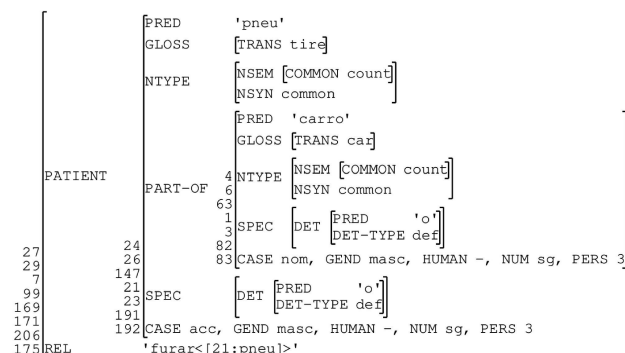 PRED 'pneu'
GLOSS [TRANS tire]
NTYPE [NSEM [COMMON count]
NSYN common]
PRED 'carro'
GLOSS [TRANS car]
PATIENT PART-OF 4 NTYPE [NSEM [COMMON count]
6 NSYN common]
63
1
3 SPEC [DET [PRED 'o'
24 82 DET-TYPE def]]
27 26 83 CASE nom, GEND masc, HUMAN -, NUM sg, PERS 3
29 147
7 21 SPEC [DET [PRED 'o'
99 23 DET-TYPE def]]
169 191
171 192 CASE acc, GEND masc, HUMAN -, NUM sg, PERS 3
206
175 REL 'furar<[21:pneu]>'